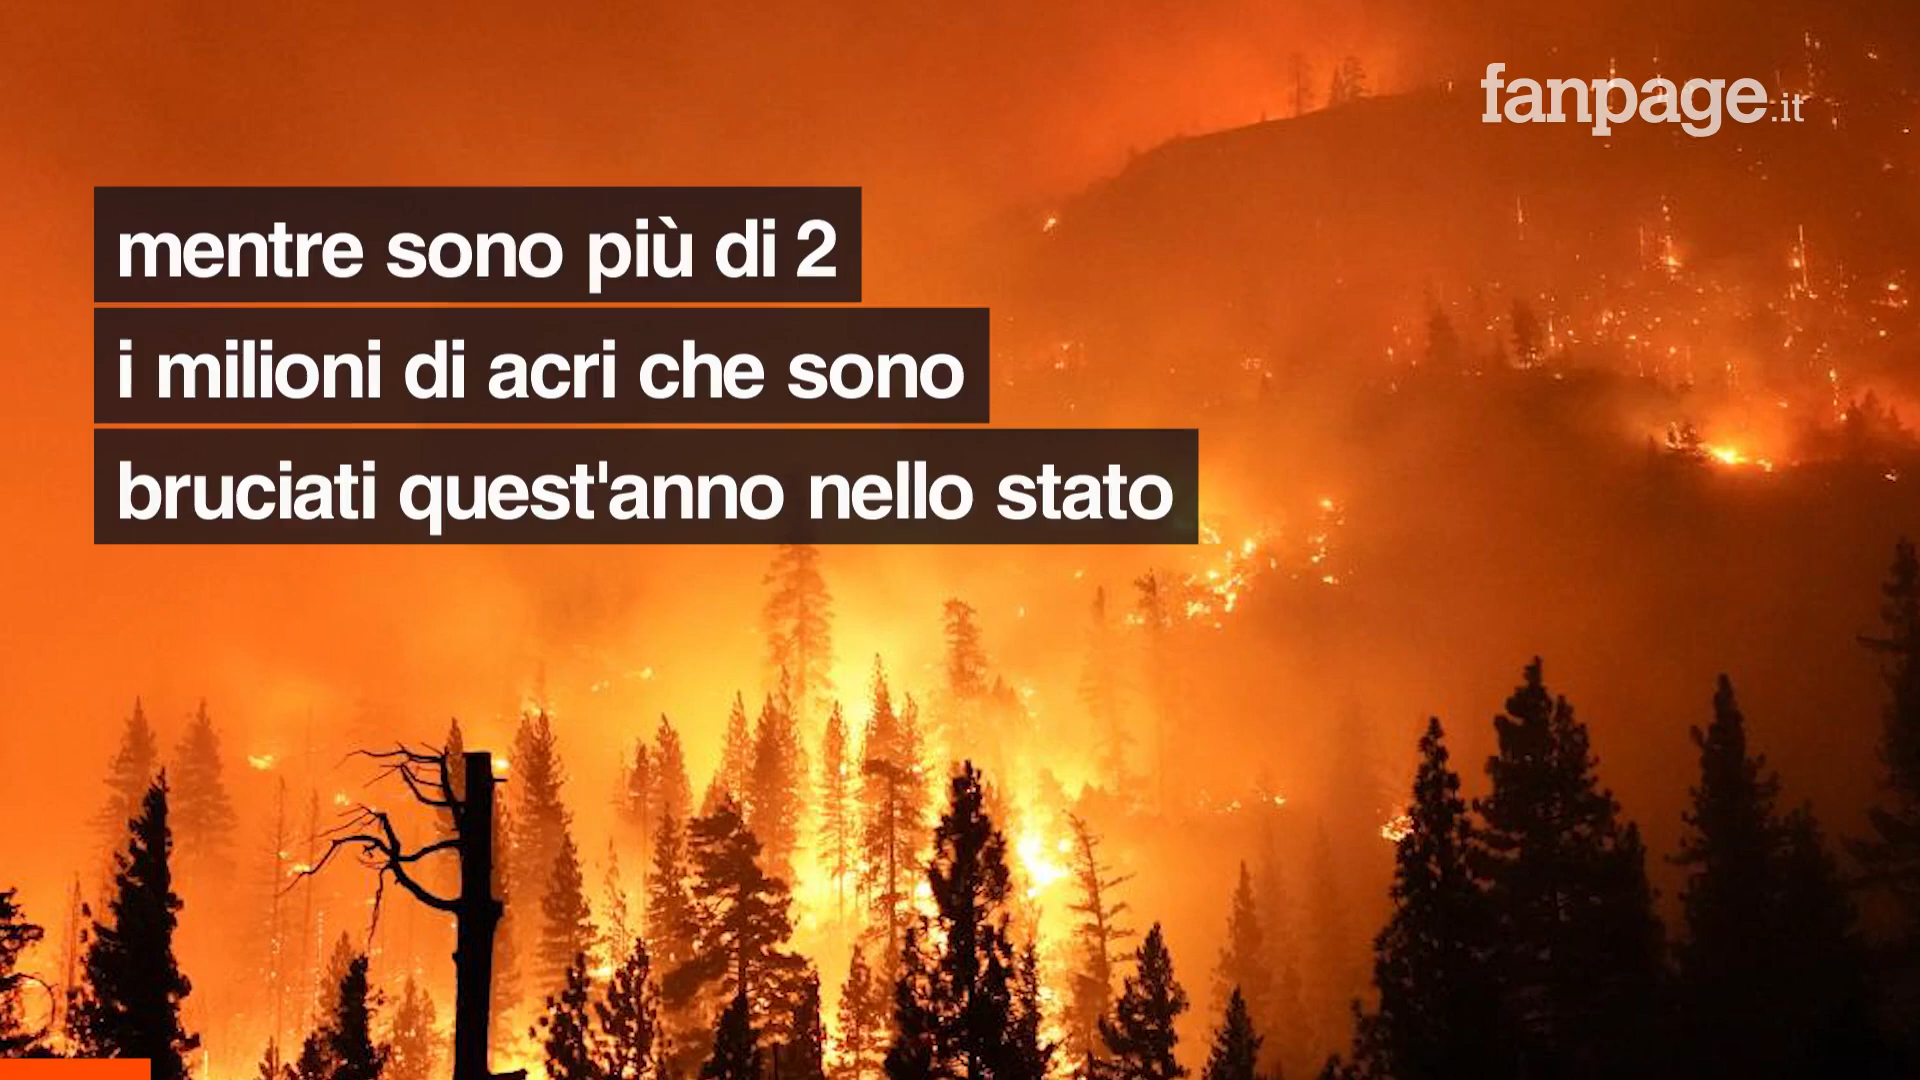 fanpage.it
mentre sono più di 2
i milioni di acri che sono
bruciati quest'anno nello stato